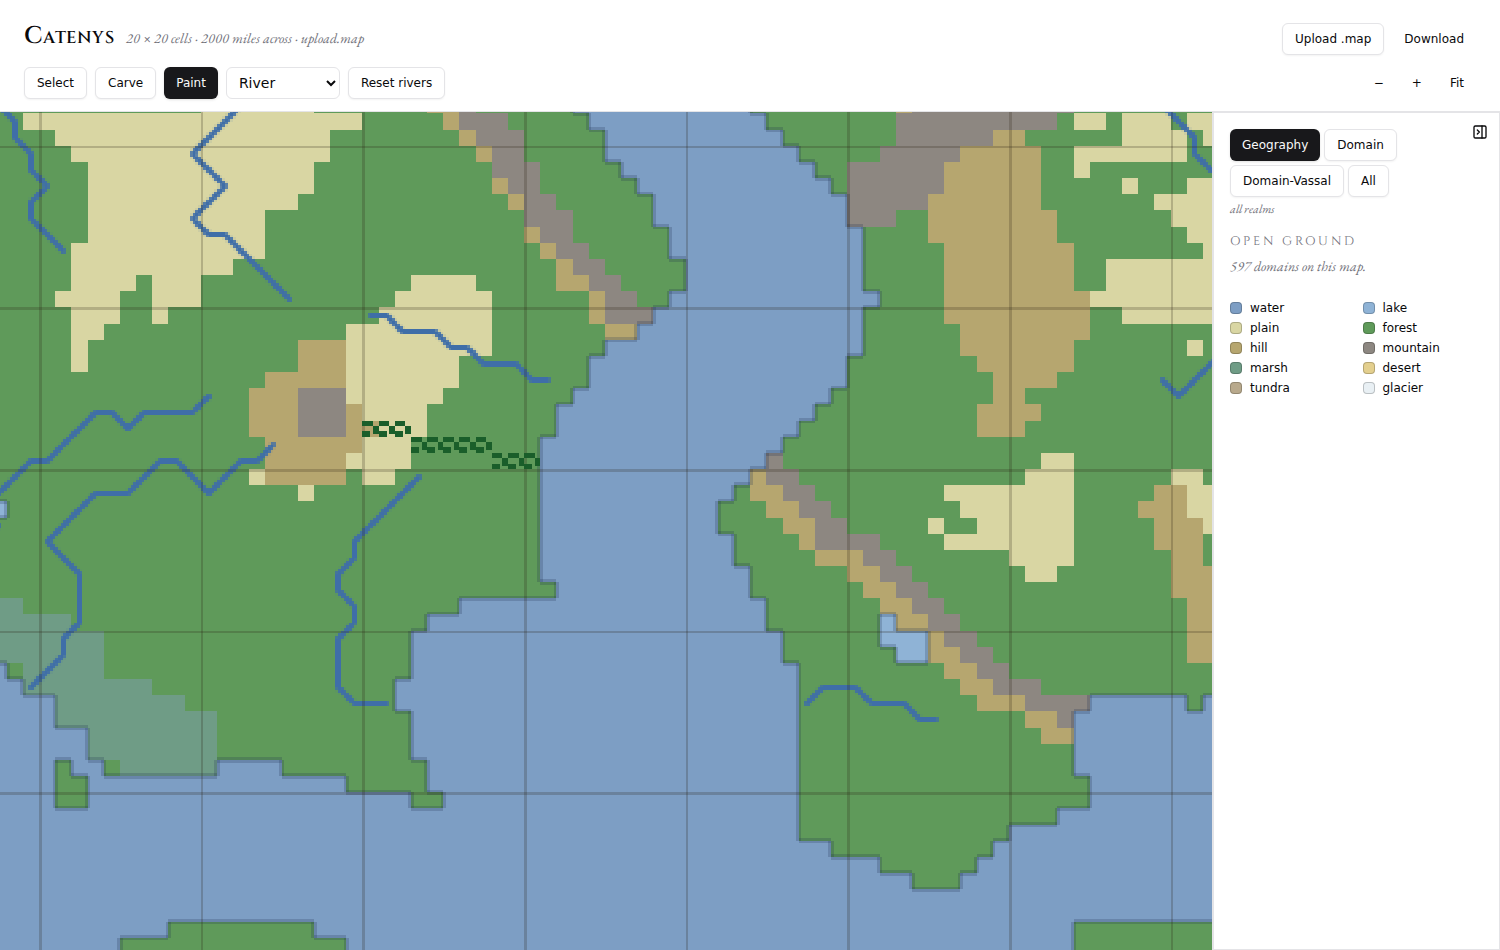 Catenys 20 × 20 cells · 2000 miles across · upload.map
Upload .map Download
Select Carve Paint River Reset rivers
− + Fit
Geography Domain
Domain-Vassal All
all realms
OPEN GROUND
597 domains on this map.
water lake
plain forest
hill mountain
marsh desert
tundra glacier